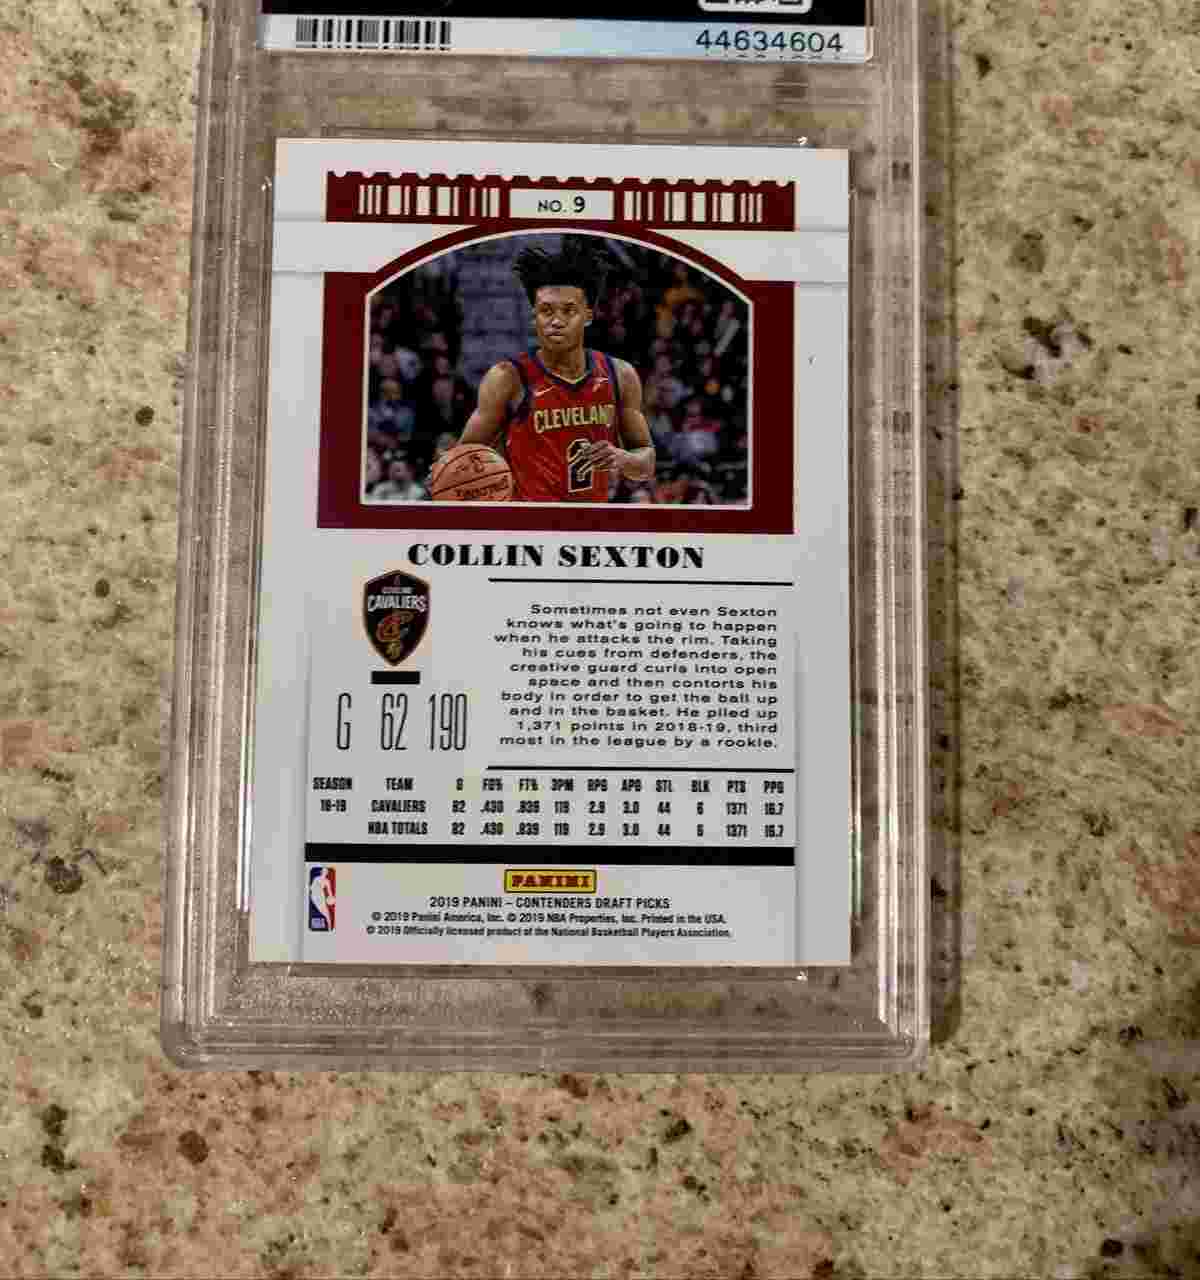 44634604
NO. 9
CLEVELAND
2
COLLIN SEXTON
CAVALIERS
Sometimes not even Sexton
knows what's going to happen
when he attacks the rim. Taking
his cues from defenders, the
creative guard curls into open
space and then contorts his
body in order to get the ball up
and in the basket. He piled up
1,371 points in 2018-19, third
most in the league by a rookie.
G 62 190
SEASON TEAM G FG% FT% 3PM RPG APG STL BLK PTS PPG
18-19 CAVALIERS 82 .430 .839 119 2.9 3.0 44 6 1371 16.7
NBA TOTALS 82 .430 .839 119 2.9 3.0 44 6 1371 16.7
PANINI
NBA
2019 PANINI – CONTENDERS DRAFT PICKS
© 2019 Panini America, Inc. © 2019 NBA Properties, Inc. Printed in the USA.
© 2019 Officially licensed product of the National Basketball Players Association.